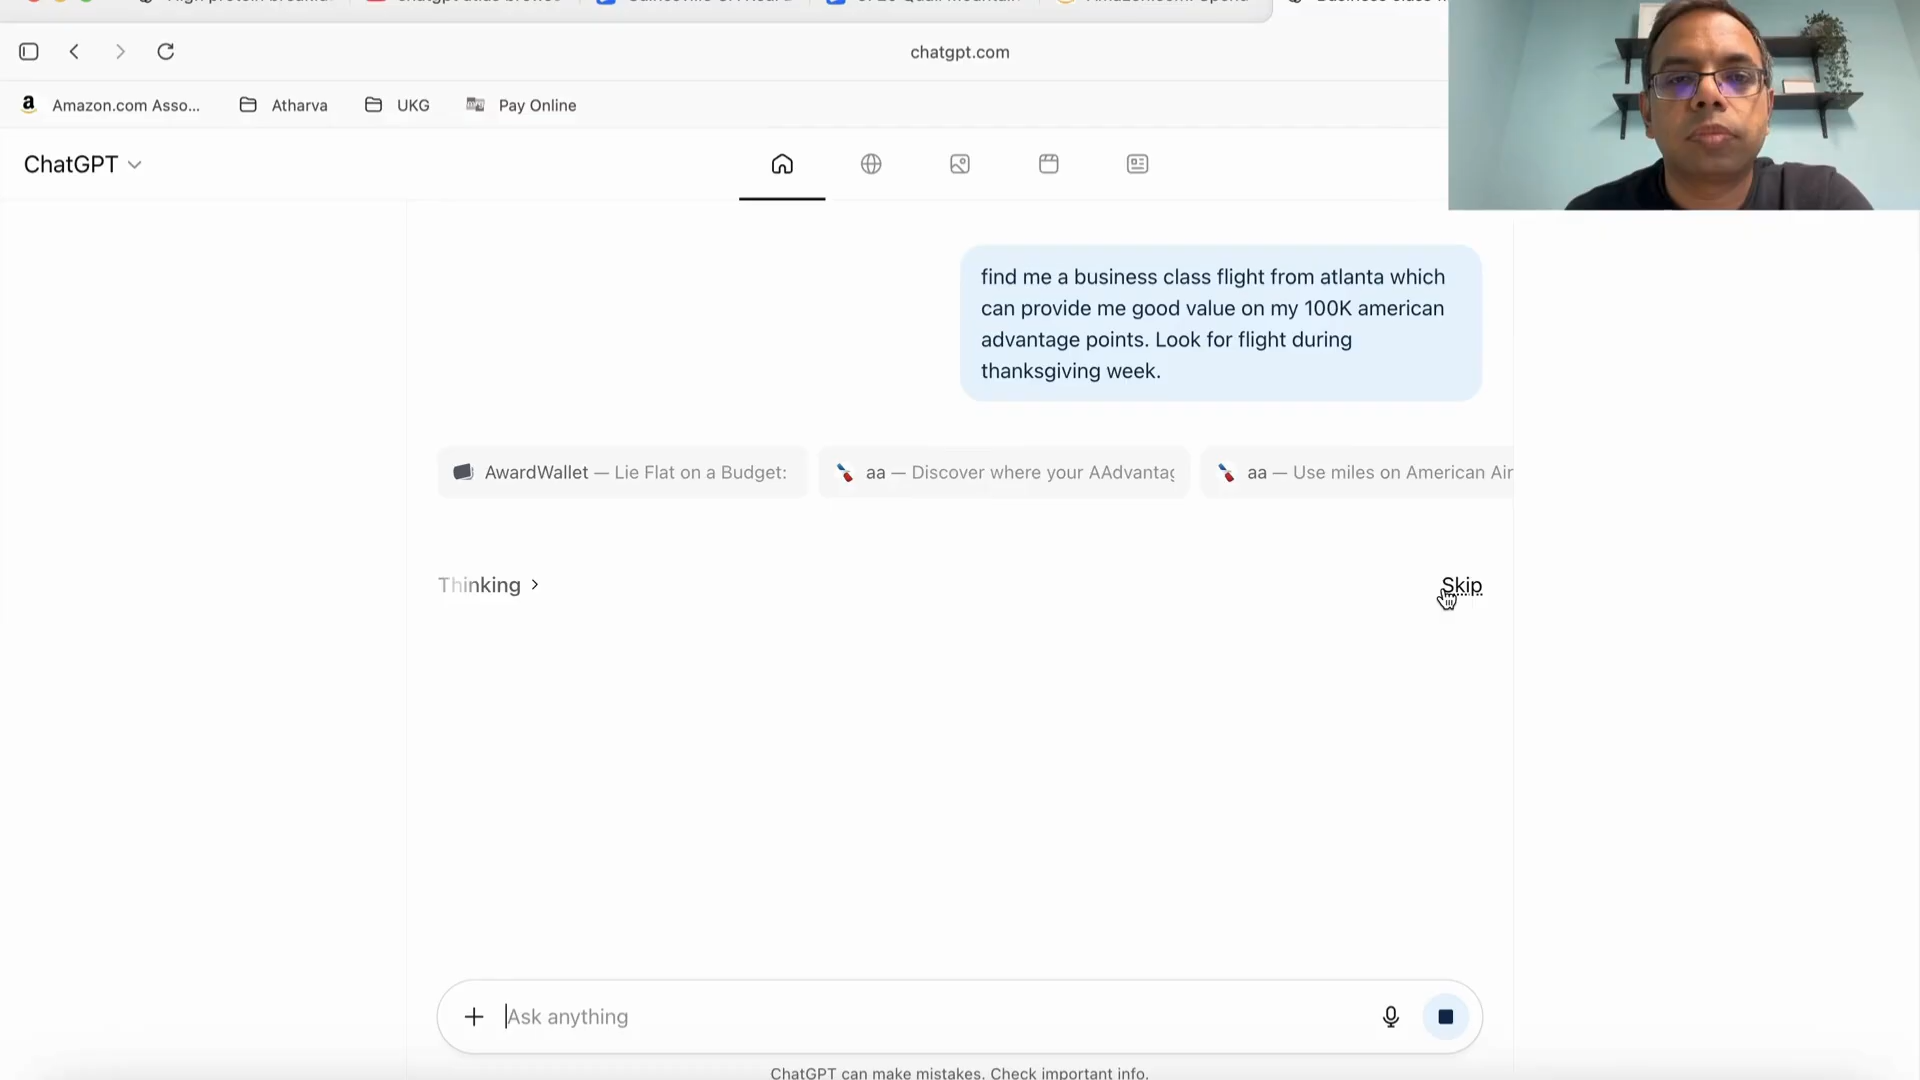 chatgpt.com
Amazon.com Asso...
Atharva
UKG
Pay Online
ChatGPT
find me a business class flight from atlanta which
can provide me good value on my 100K american
advantage points. Look for flight during
thanksgiving week.
AwardWallet — Lie Flat on a Budget:
aa — Discover where your AAdvantag
aa — Use miles on American Air
Thinking
Skip
Ask anything
ChatGPT can make mistakes. Check important info.